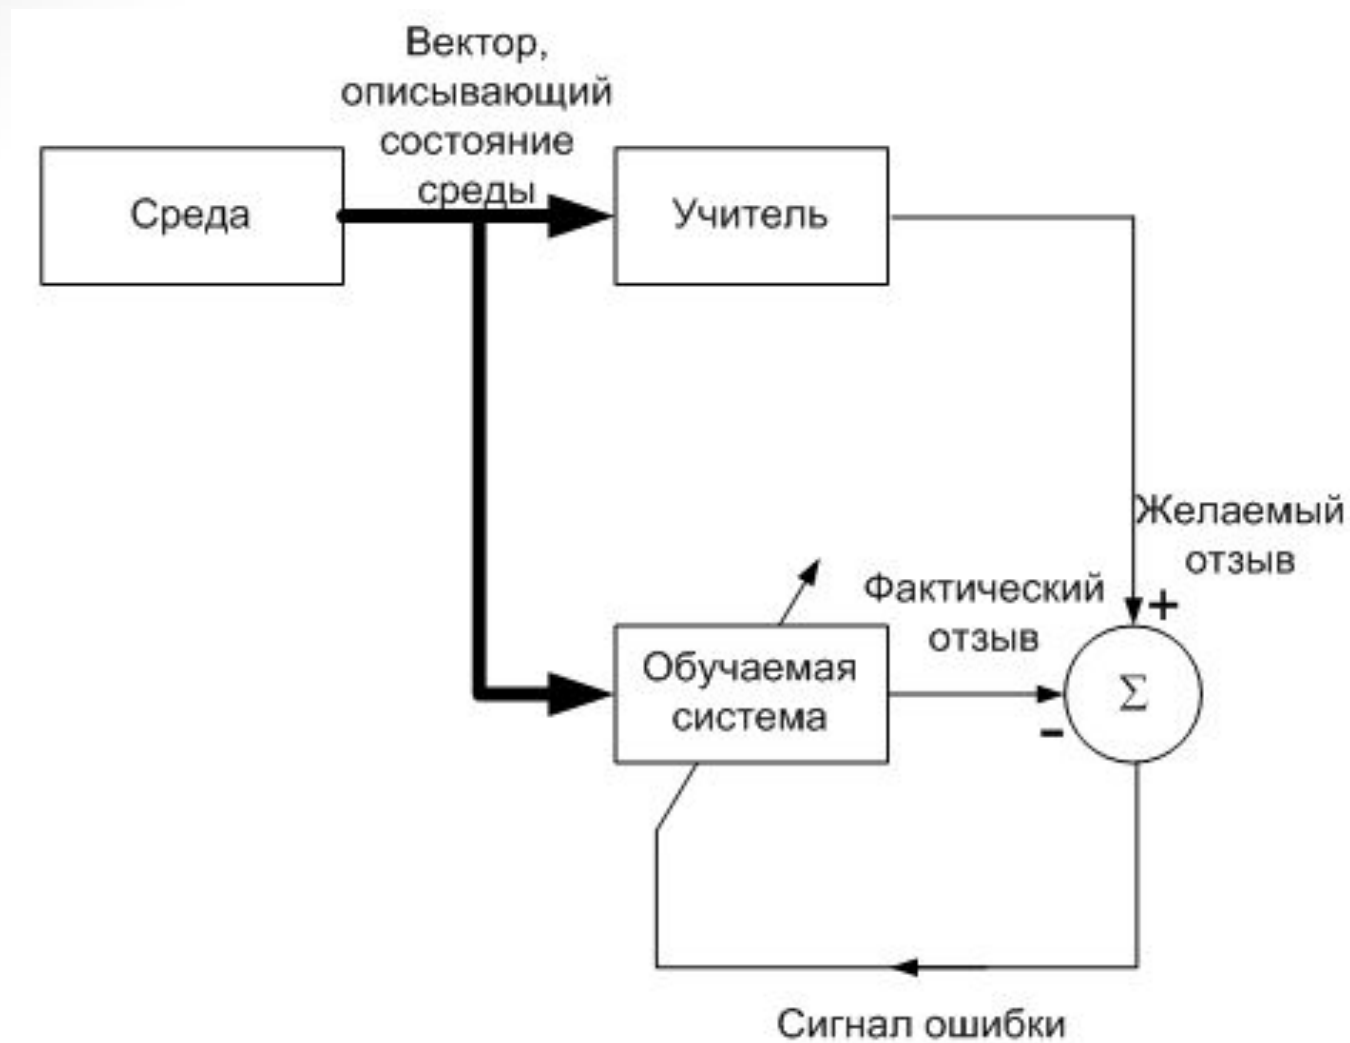 Вектор,
описывающий
состояние
среды
Среда
Учитель
Желаемый
отзыв
Фактический
отзыв
+
Обучаемая
система
Σ
-
Сигнал ошибки